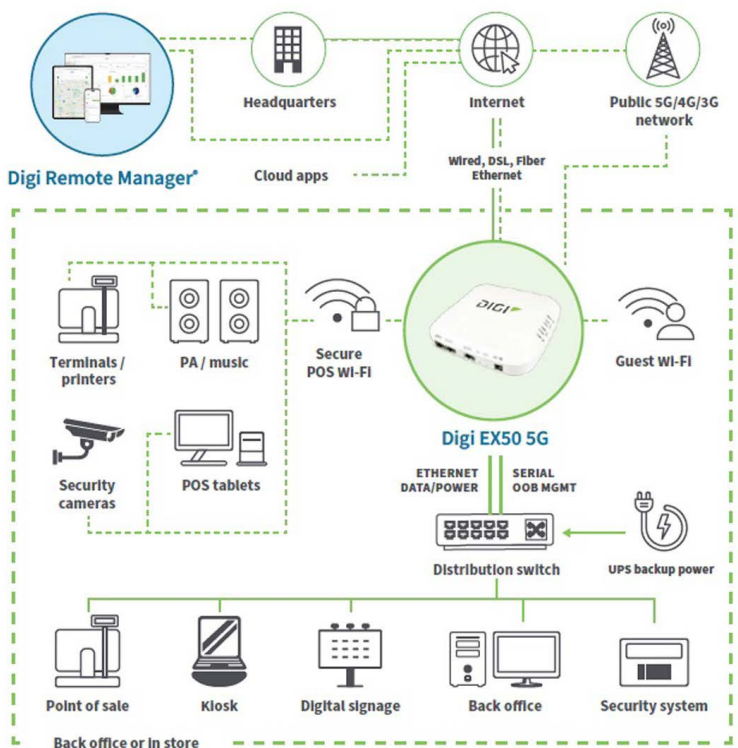 Headquarters
Internet
Public 5G/4G/3G
network
Digi Remote Manager®
Cloud apps
Wired, DSL, Fiber
Ethernet
DIGI
Terminals /
printers
PA / music
Secure
POS Wi-Fi
Guest Wi-Fi
Digi EX50 5G
Security
cameras
POS tablets
ETHERNET
DATA/POWER
SERIAL
OOB MGMT
Distribution switch
UPS backup power
Point of sale
Kiosk
Digital signage
Back office
Security system
Back office or in store